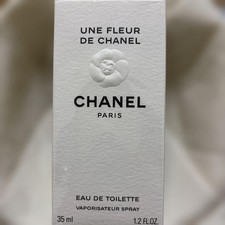 UNE FLEUR
DE CHANEL
CHANEL
PARIS
EAU DE TOILETTE
VAPORISATEUR SPRAY
35 ml 1.2 FL.OZ